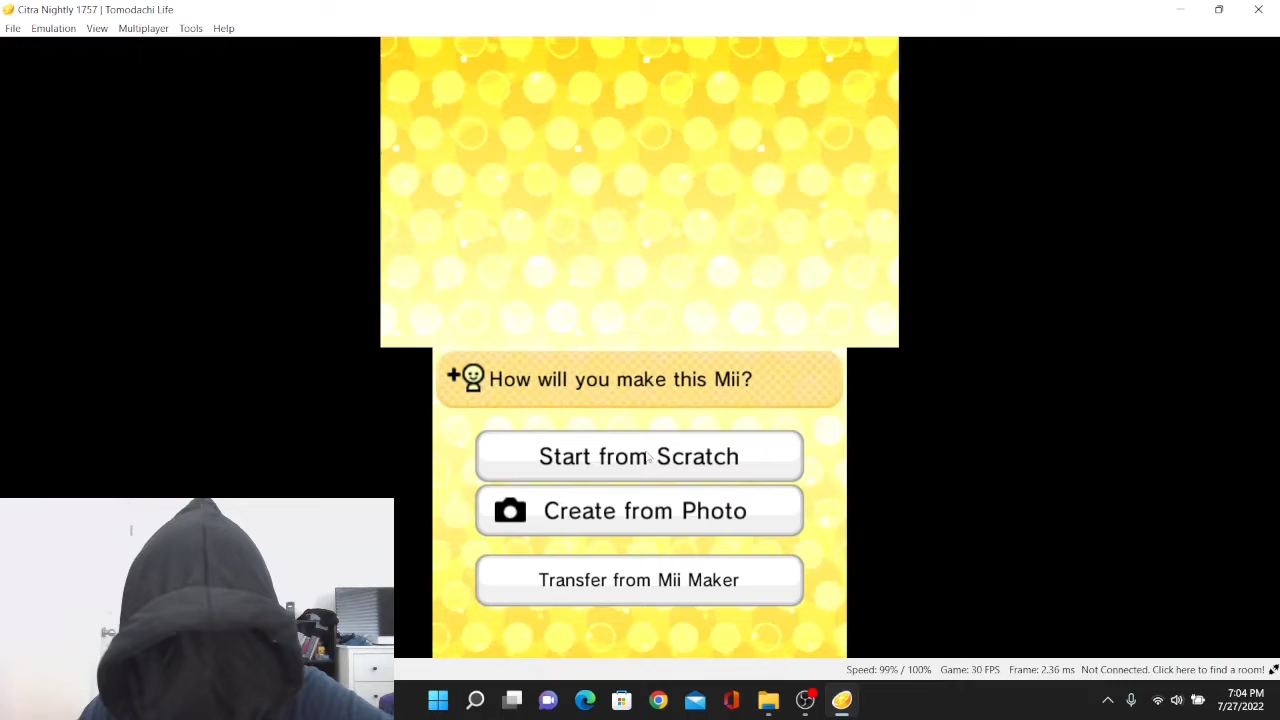 Citra Nightly 1757 | Tomodachi Life
File Emulation View Multiplayer Tools Help
How will you make this Mii?
Start from Scratch
Create from Photo
Transfer from Mii Maker
Speed: 99% / 100% Game: 30 FPS Frame: 2.36 ms Not Connected. Click here to find a room!
7:04 PM
7/27/2022